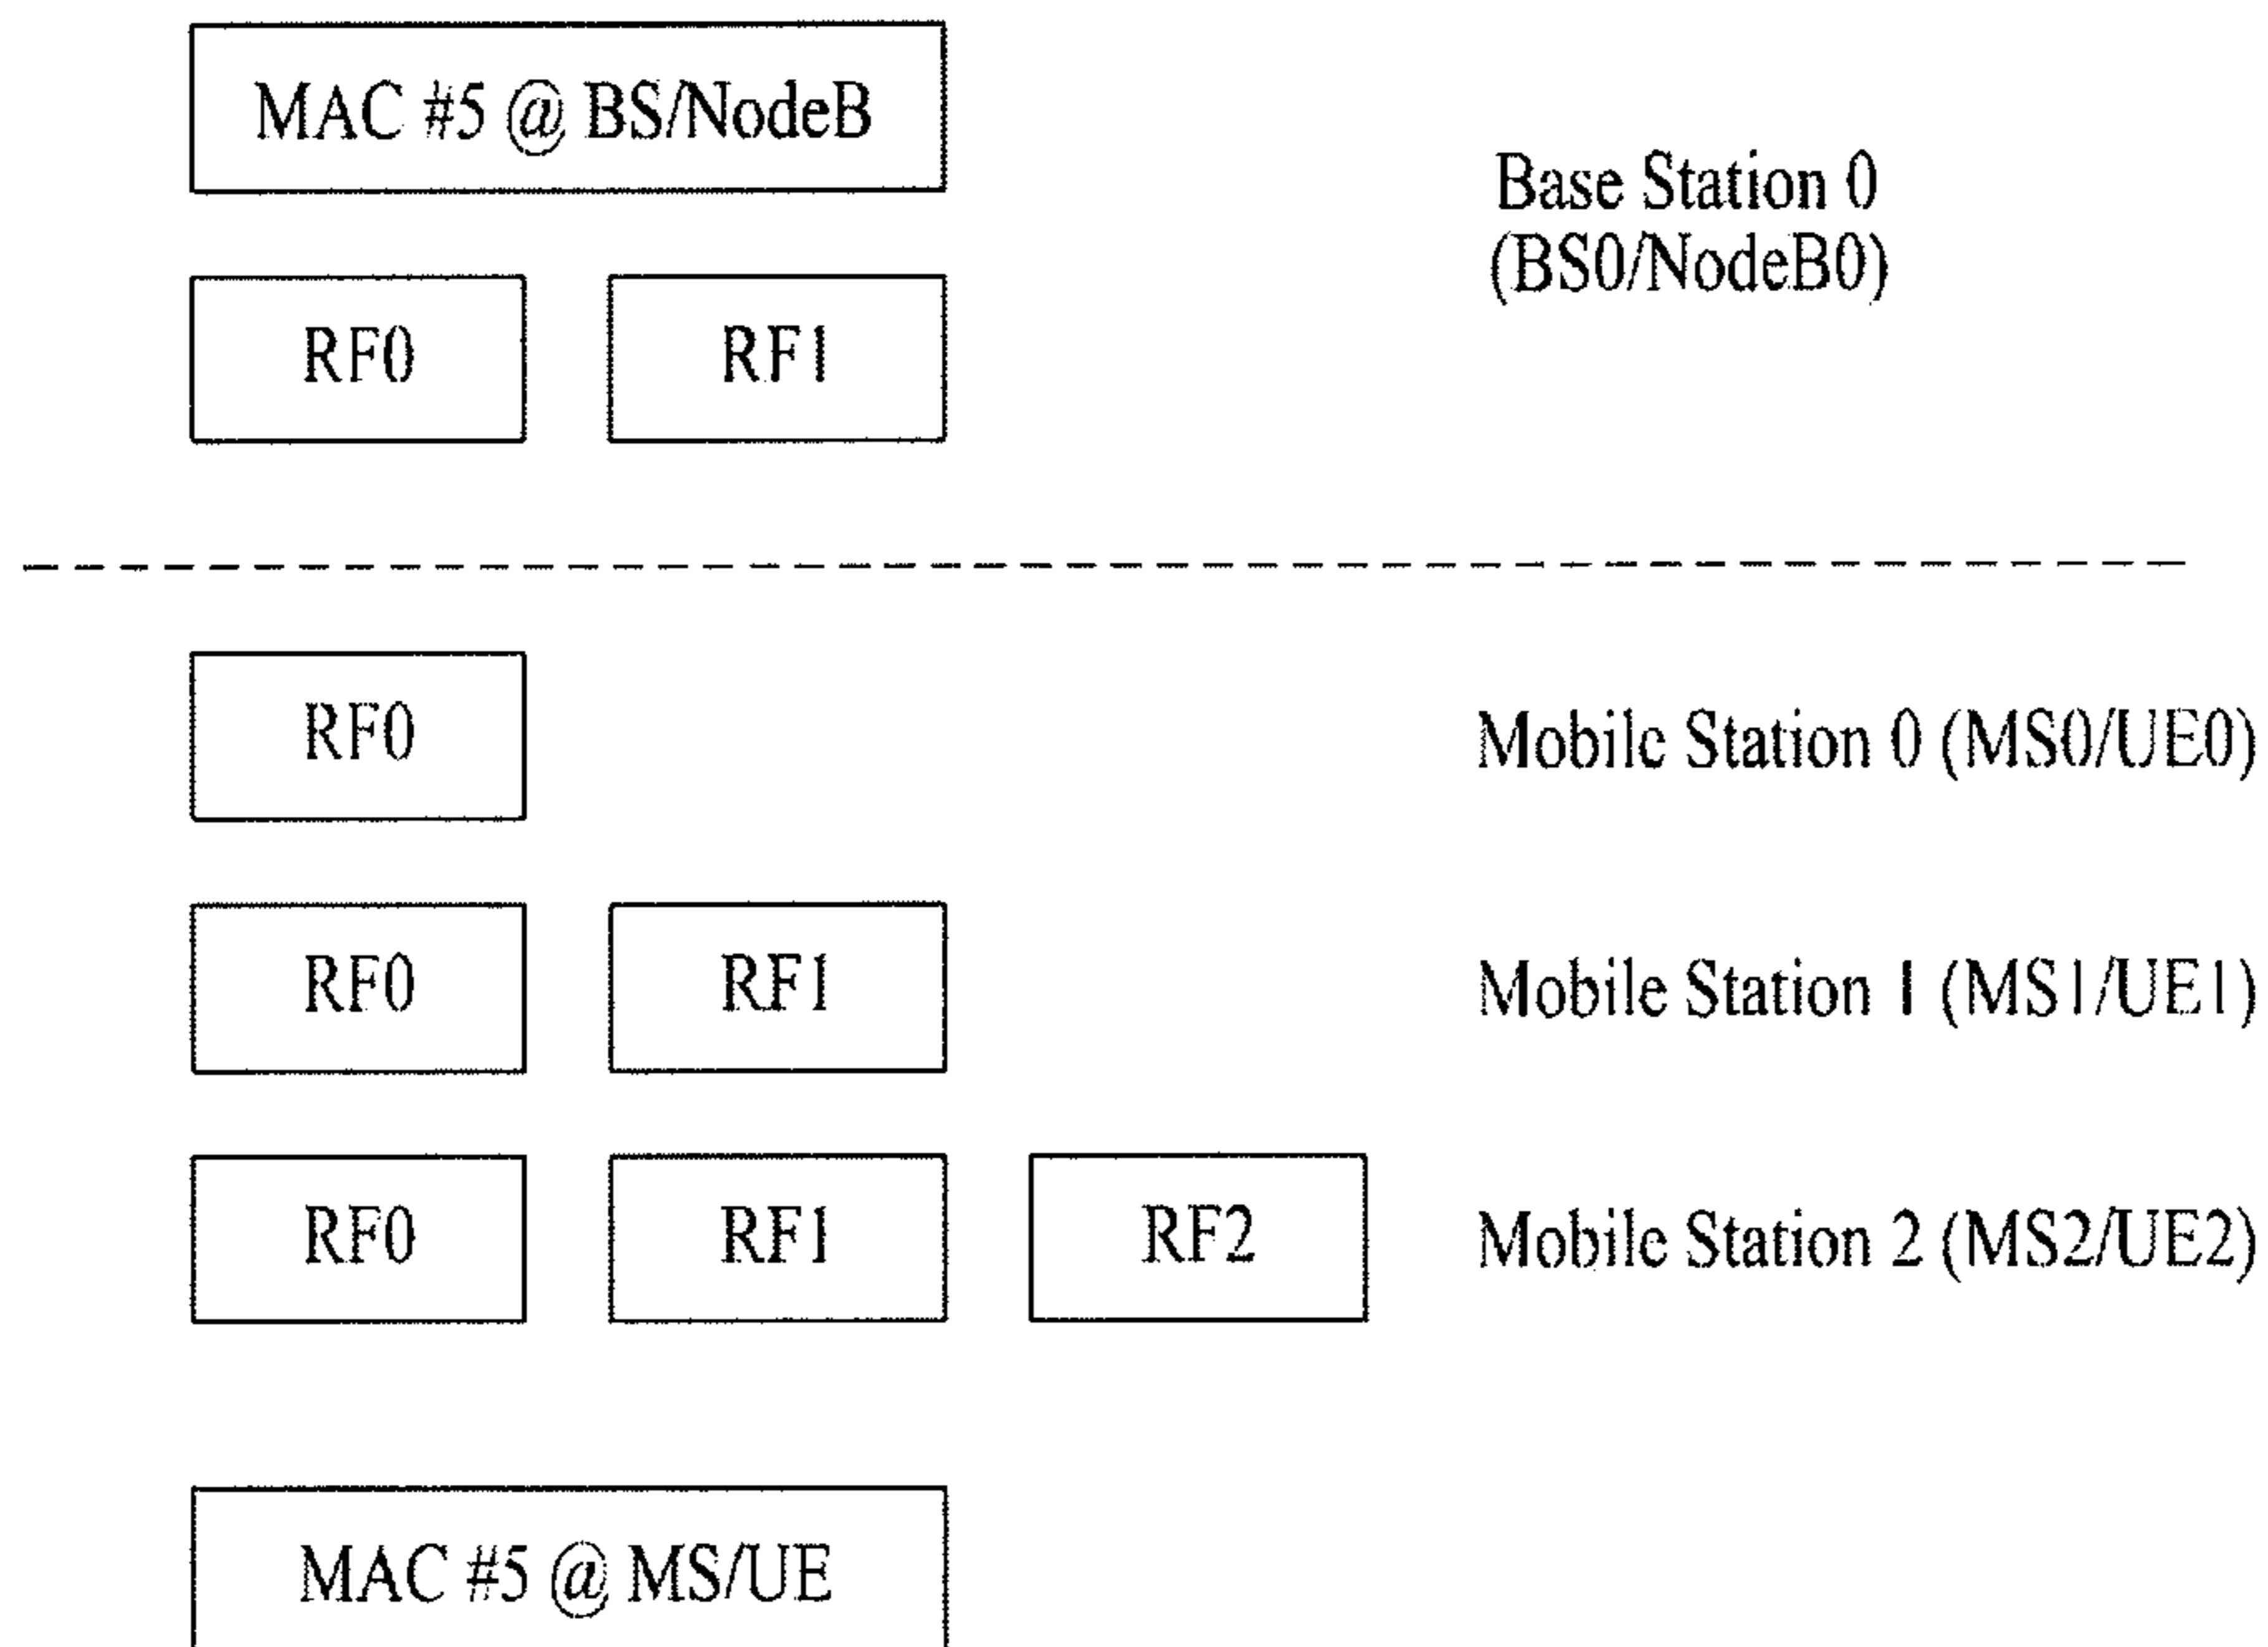 MAC #5 @ BS/NodeB
Base Station 0
(BS0/NodeB0)
RF0 RF1
RF0 Mobile Station 0 (MS0/UE0)
RF0 RF1 Mobile Station 1 (MS1/UE1)
RF0 RF1 RF2 Mobile Station 2 (MS2/UE2)
MAC #5 @ MS/UE